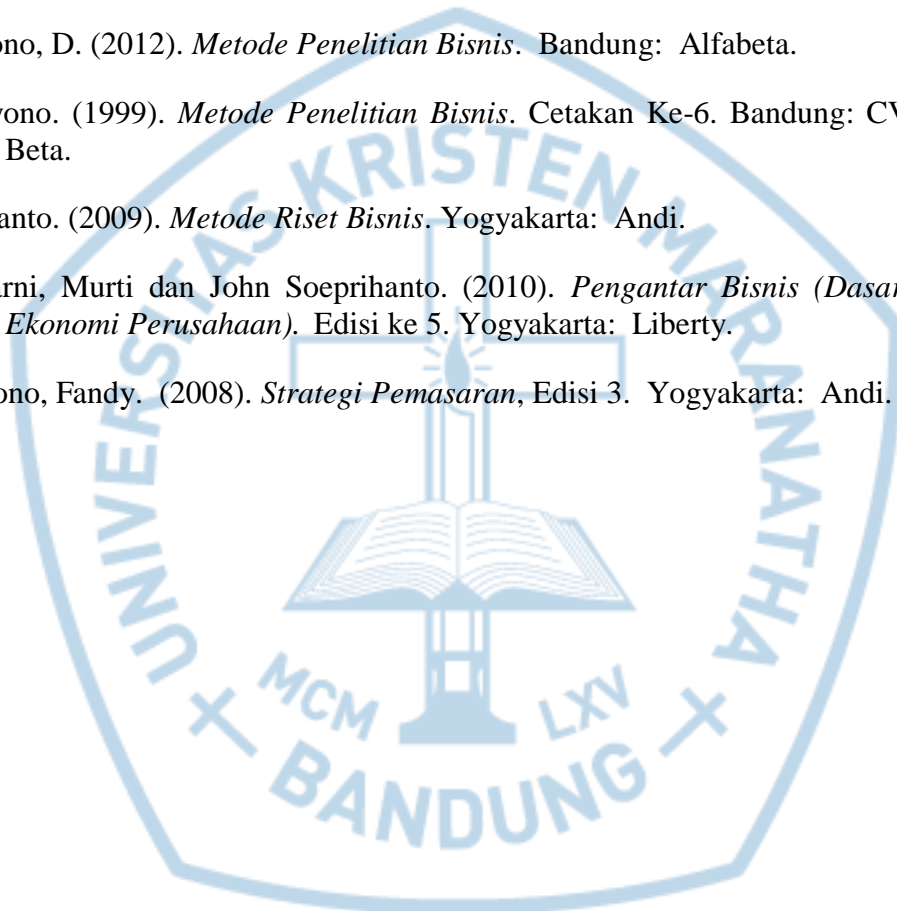 ono, D. (2012). Metode Penelitian Bisnis. Bandung: Alfabeta.
yono. (1999). Metode Penelitian Bisnis. Cetakan Ke-6. Bandung: CV
Beta.
anto. (2009). Metode Riset Bisnis. Yogyakarta: Andi.
arni, Murti dan John Soeprihanto. (2010). Pengantar Bisnis (Dasar
Ekonomi Perusahaan). Edisi ke 5. Yogyakarta: Liberty.
ono, Fandy. (2008). Strategi Pemasaran, Edisi 3. Yogyakarta: Andi.
UNIVERSITAS KRISTEN MARANATHA
MCM LXV
BANDUNG